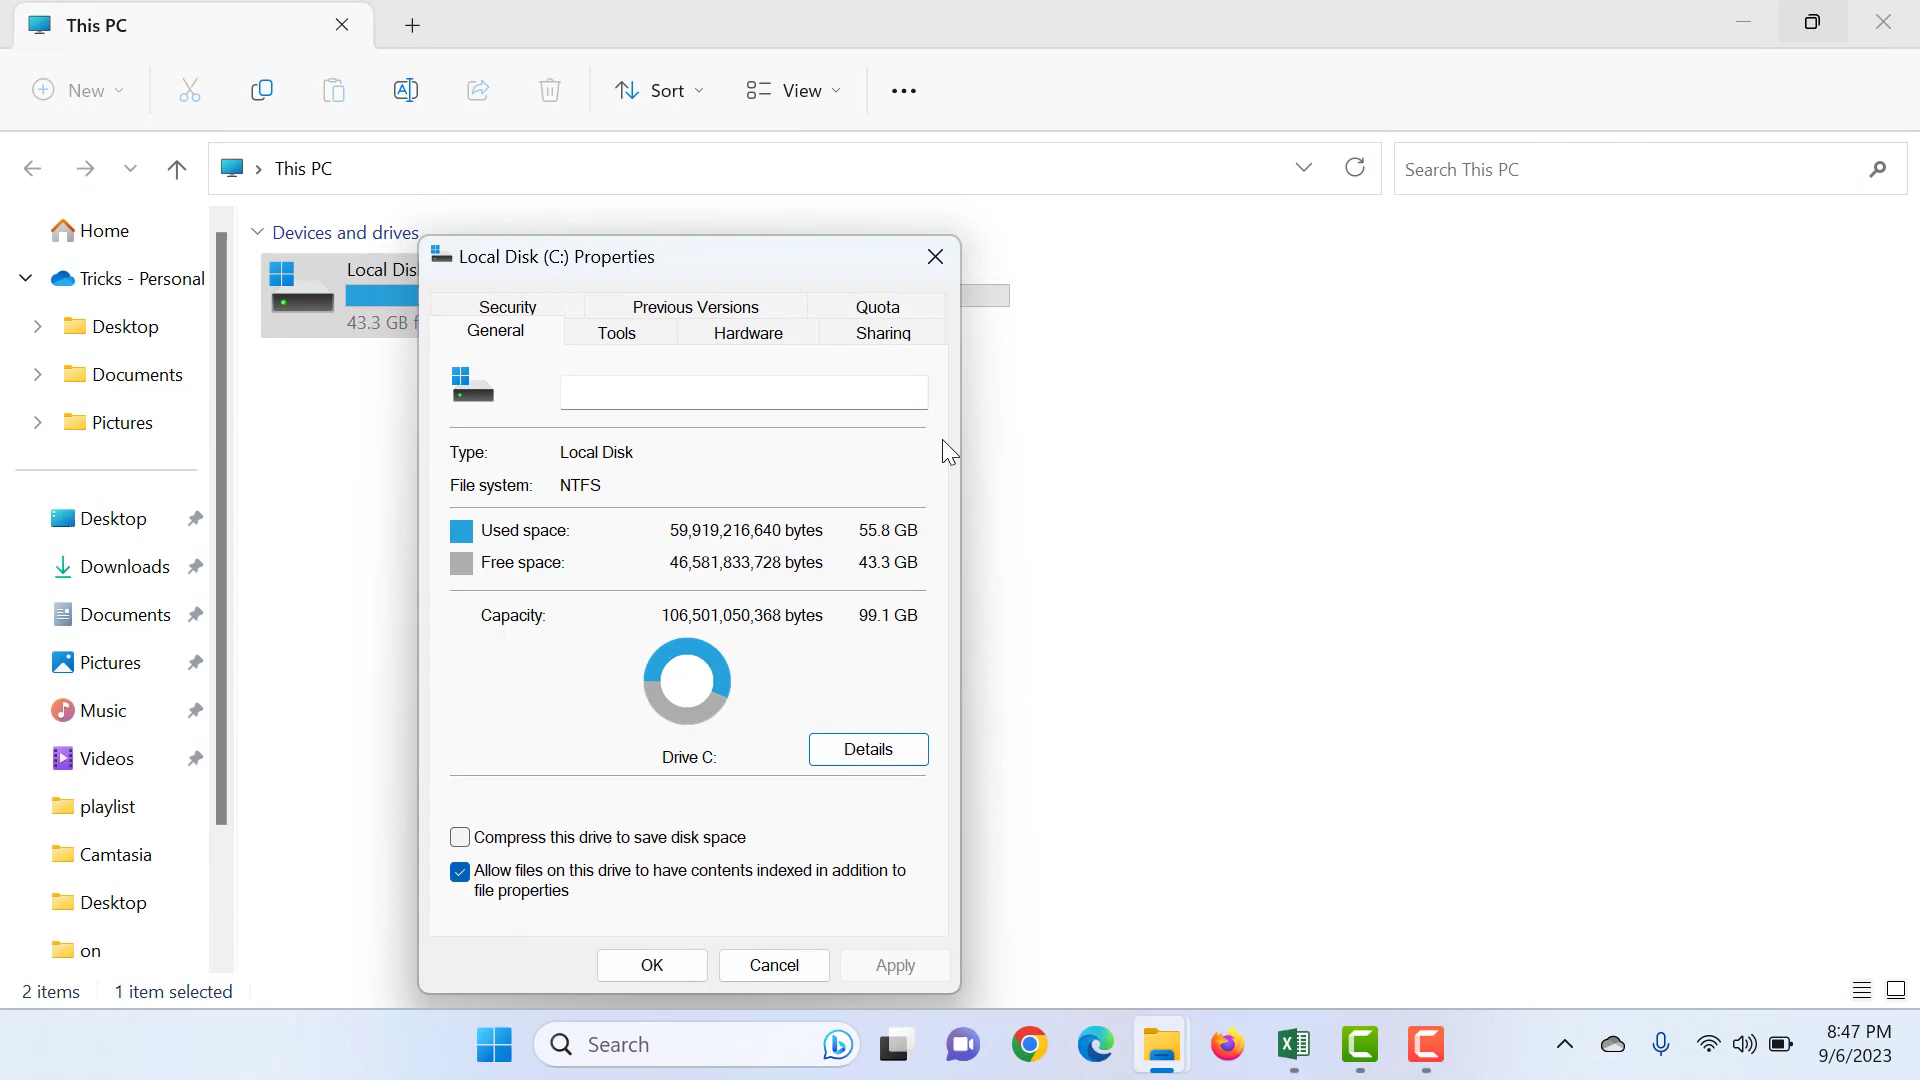 This PC
New
Sort
View
This PC
Search This PC
Home
Tricks - Personal
Desktop
Documents
Pictures
Desktop
Downloads
Documents
Pictures
Music
Videos
playlist
Camtasia
Desktop
on
Devices and drives
Local Dis
43.3 GB f
Local Disk (C:) Properties
Security Previous Versions Quota
General Tools Hardware Sharing
Type: Local Disk
File system: NTFS
Used space: 59,919,216,640 bytes 55.8 GB
Free space: 46,581,833,728 bytes 43.3 GB
Capacity: 106,501,050,368 bytes 99.1 GB
Drive C:
Details
Compress this drive to save disk space
Allow files on this drive to have contents indexed in addition to
file properties
OK Cancel Apply
2 items 1 item selected
Search
8:47 PM
9/6/2023